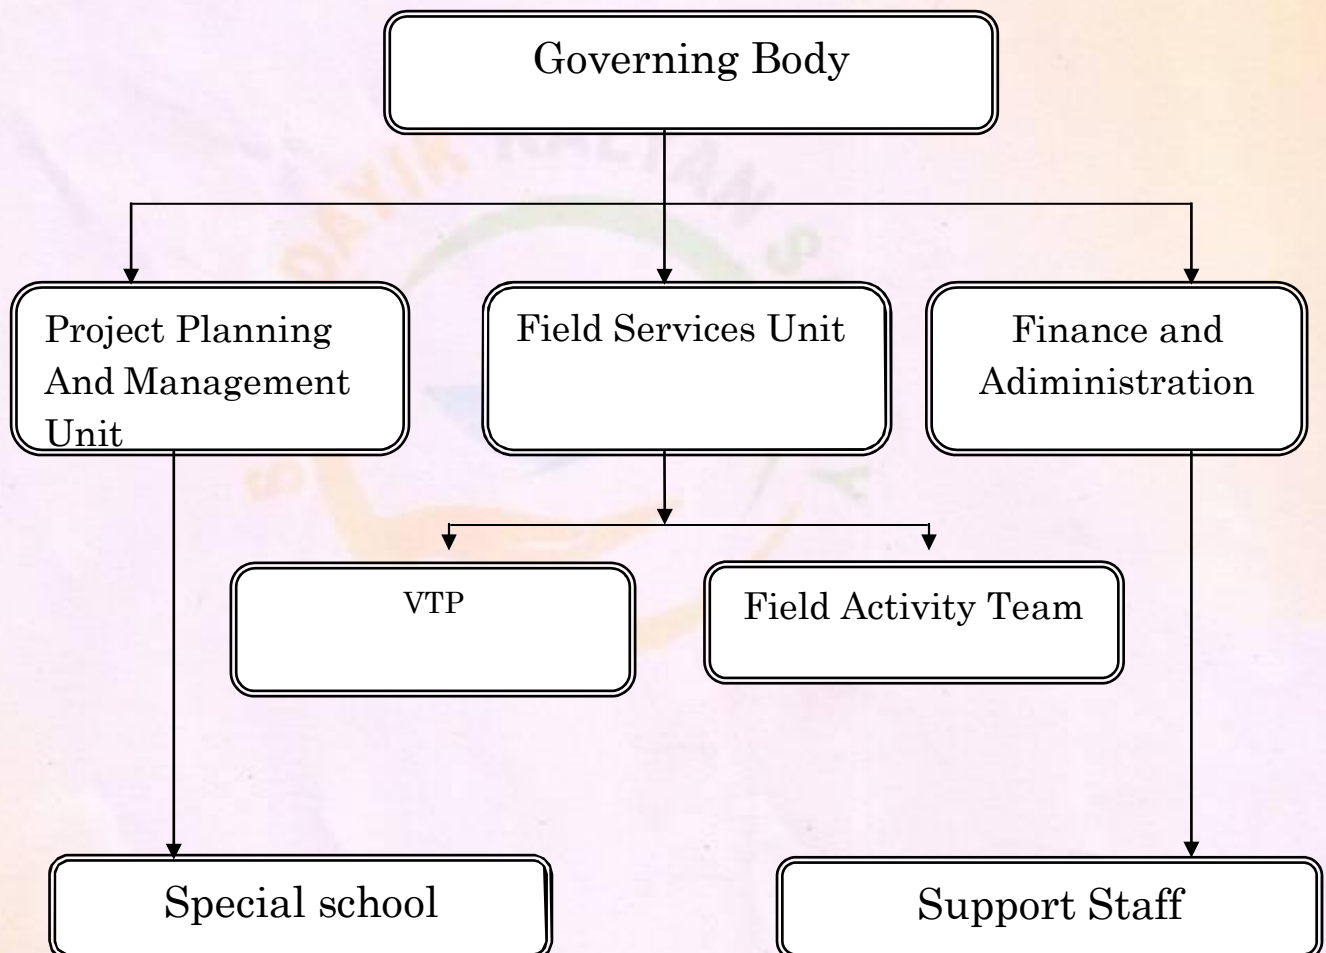 Governing Body
Project Planning
And Management
Unit
Field Services Unit
Finance and
Adiministration
VTP
Field Activity Team
Special school
Support Staff